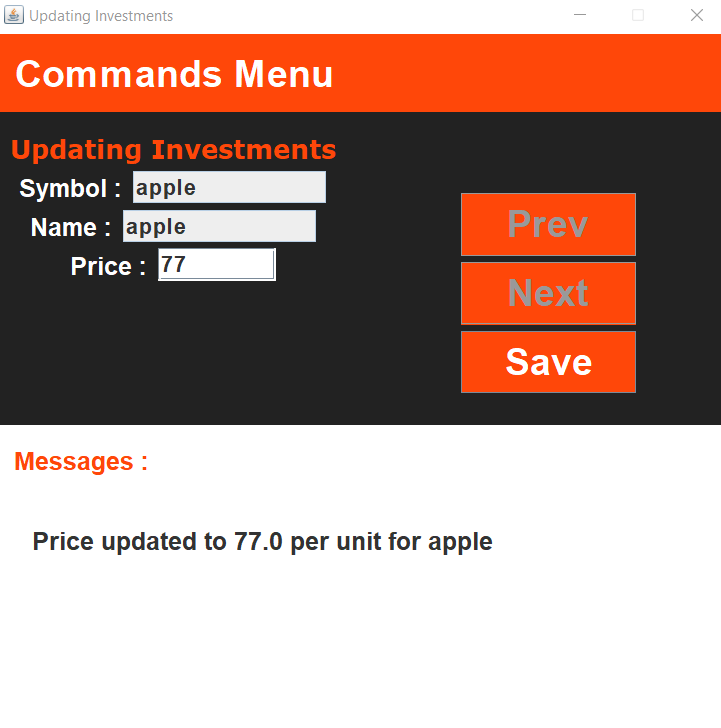 Updating Investments
Commands Menu
Updating Investments
Symbol : apple
Name : apple
Price : 77
Prev
Next
Save
Messages :
Price updated to 77.0 per unit for apple